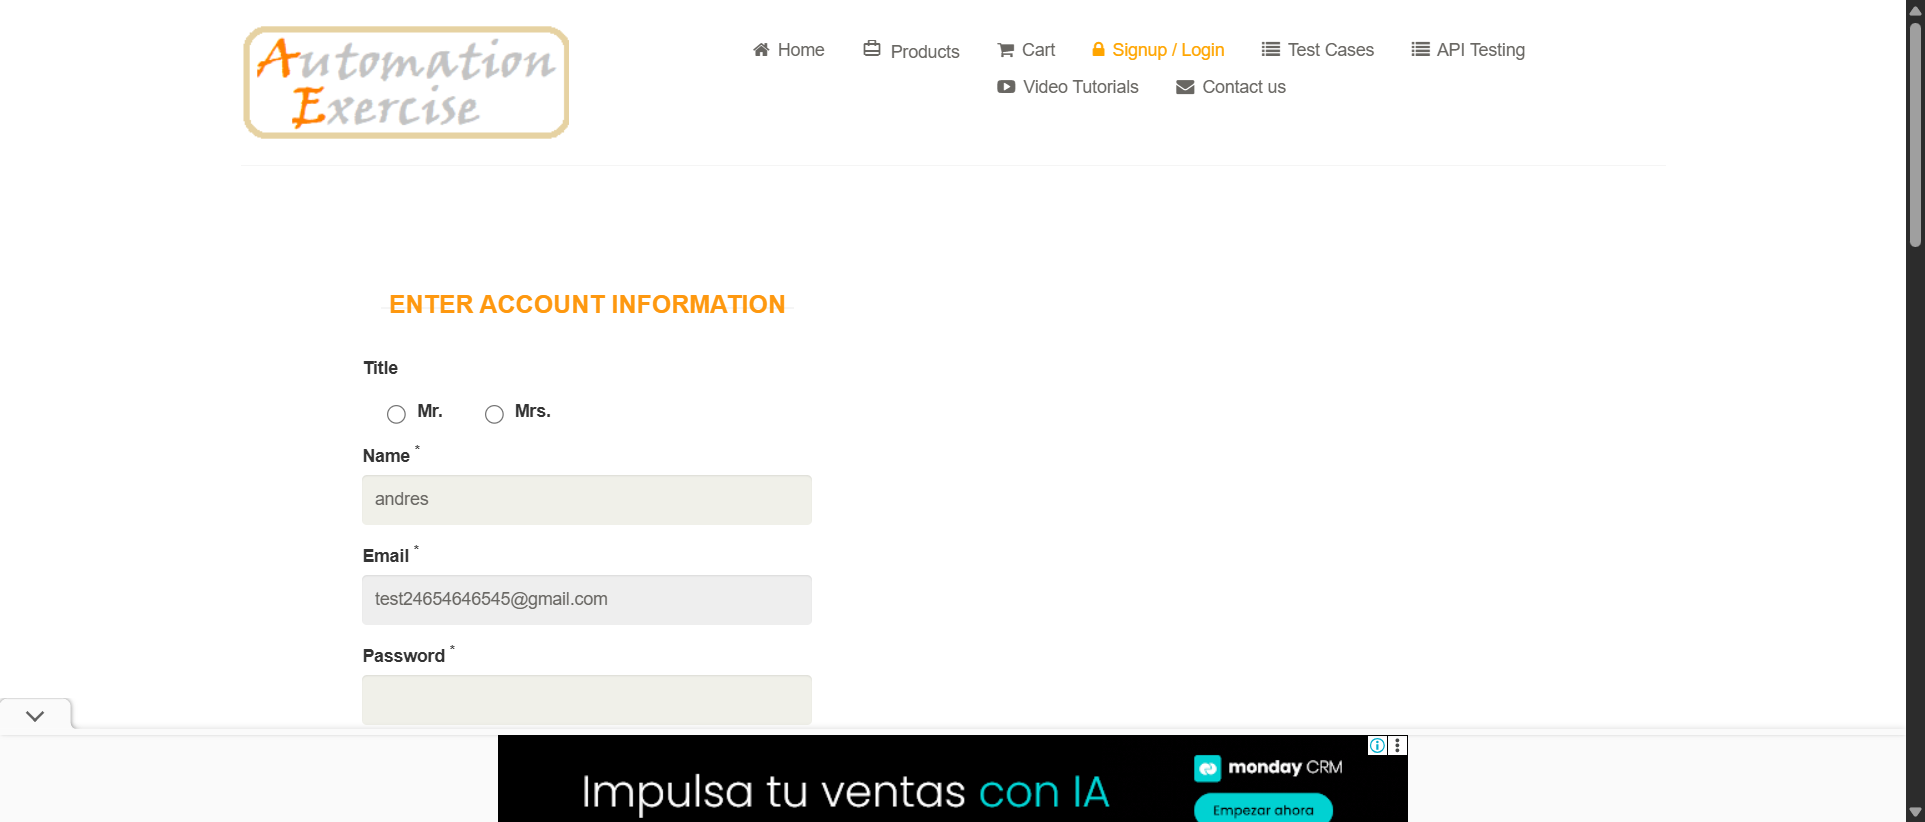 Automation
Exercise
Home
Products
Cart
Signup / Login
Test Cases
API Testing
Video Tutorials
Contact us
ENTER ACCOUNT INFORMATION
Title
Mr.
Mrs.
Name *
andres
Email *
test24654646545@gmail.com
Password *
Impulsa tu ventas con IA
monday CRM
Empezar ahora